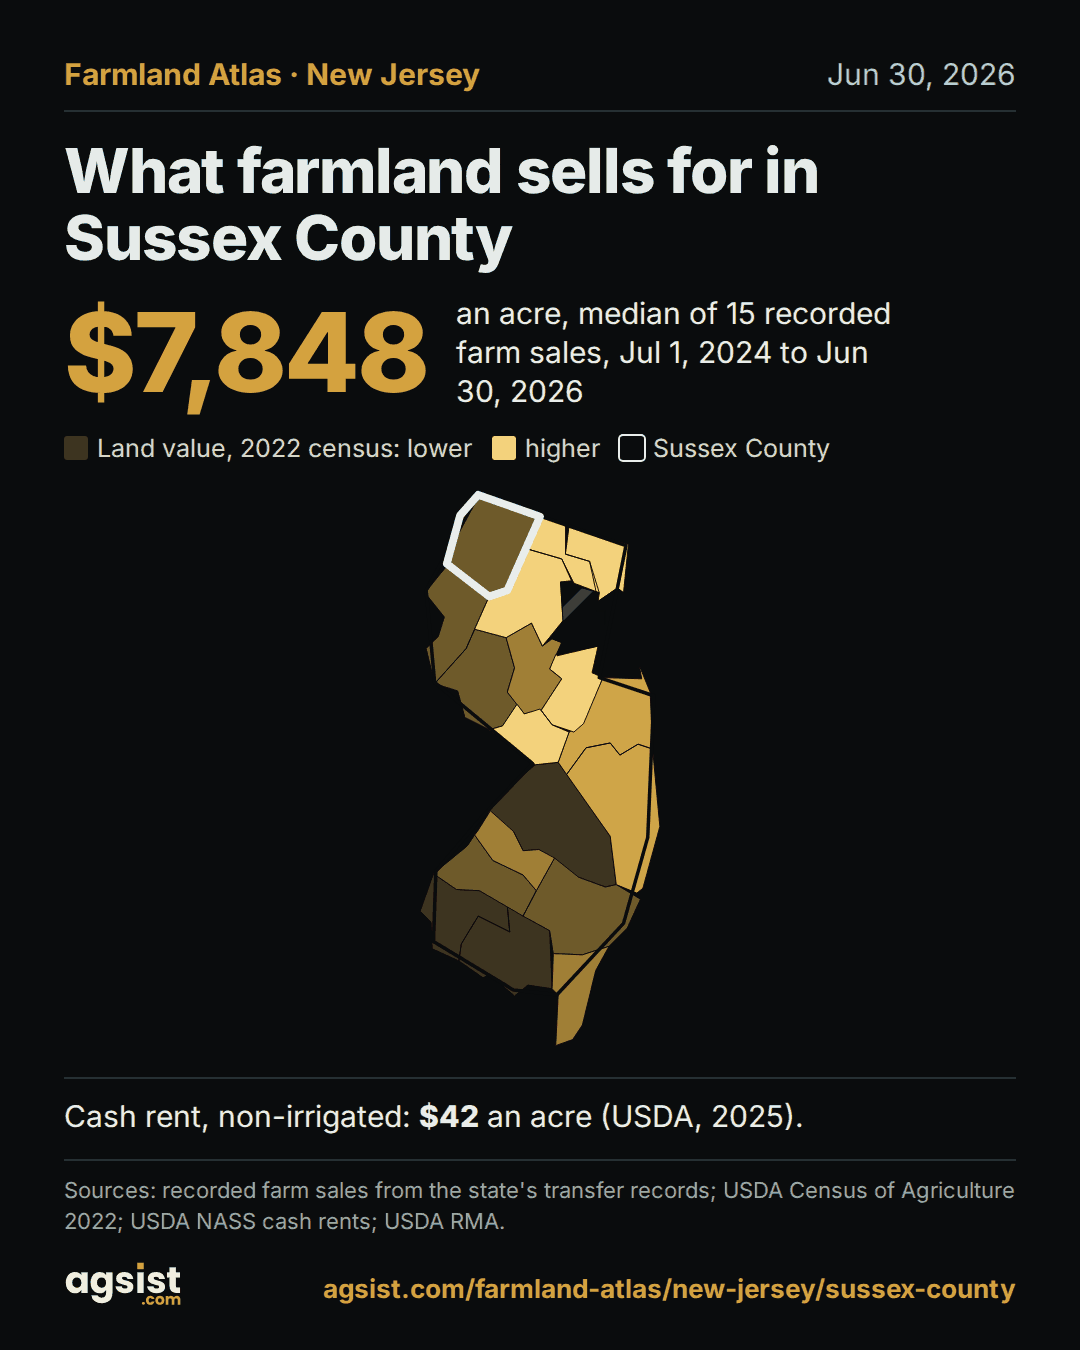 Farmland Atlas · New Jersey
Jun 30, 2026
What farmland sells for in
Sussex County
$7,848
an acre, median of 15 recorded
farm sales, Jul 1, 2024 to Jun
30, 2026
Land value, 2022 census: lower
higher
Sussex County
Cash rent, non-irrigated: $42 an acre (USDA, 2025).
Sources: recorded farm sales from the state's transfer records; USDA Census of Agriculture
2022; USDA NASS cash rents; USDA RMA.
agsist
.com
agsist.com/farmland-atlas/new-jersey/sussex-county